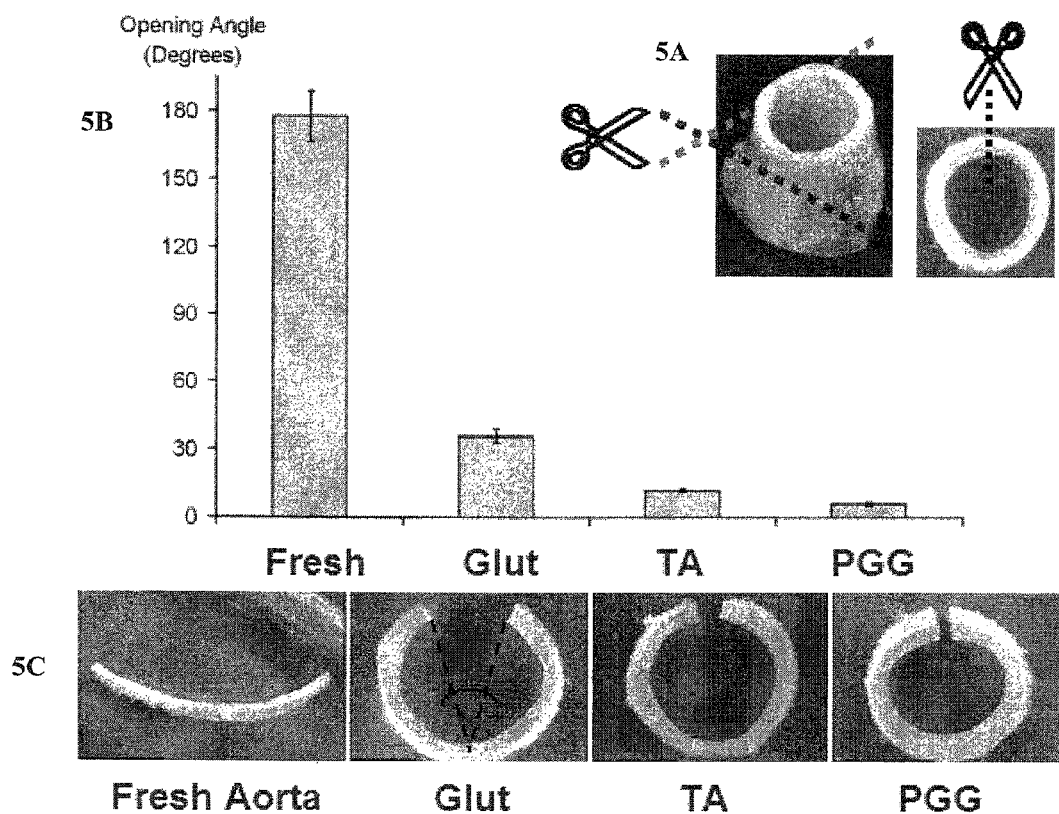 Opening Angle
(Degrees)
5A
5B
180
150
120
90
60
30
0
Fresh Glut TA PGG
5C
Fresh Aorta Glut TA PGG